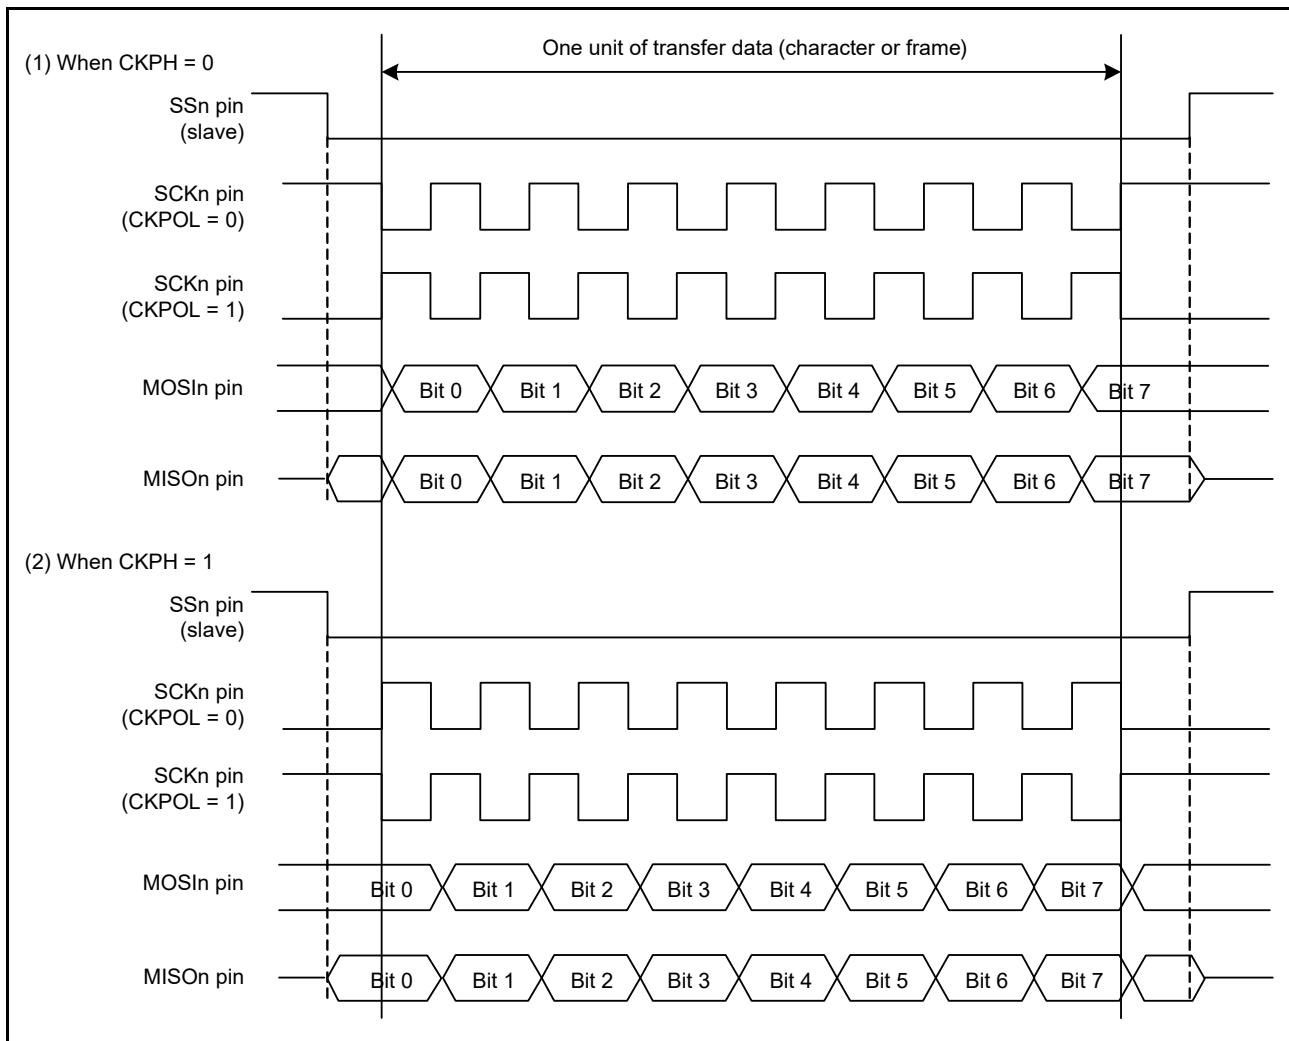 One unit of transfer data (character or frame)
(1) When CKPH = 0
SSn pin
(slave)
SCKn pin
(CKPOL = 0)
SCKn pin
(CKPOL = 1)
MOSIn pin
Bit 0 Bit 1 Bit 2 Bit 3 Bit 4 Bit 5 Bit 6 Bit 7
MISOn pin
Bit 0 Bit 1 Bit 2 Bit 3 Bit 4 Bit 5 Bit 6 Bit 7
(2) When CKPH = 1
SSn pin
(slave)
SCKn pin
(CKPOL = 0)
SCKn pin
(CKPOL = 1)
MOSIn pin
Bit 0 Bit 1 Bit 2 Bit 3 Bit 4 Bit 5 Bit 6 Bit 7
MISOn pin
Bit 0 Bit 1 Bit 2 Bit 3 Bit 4 Bit 5 Bit 6 Bit 7